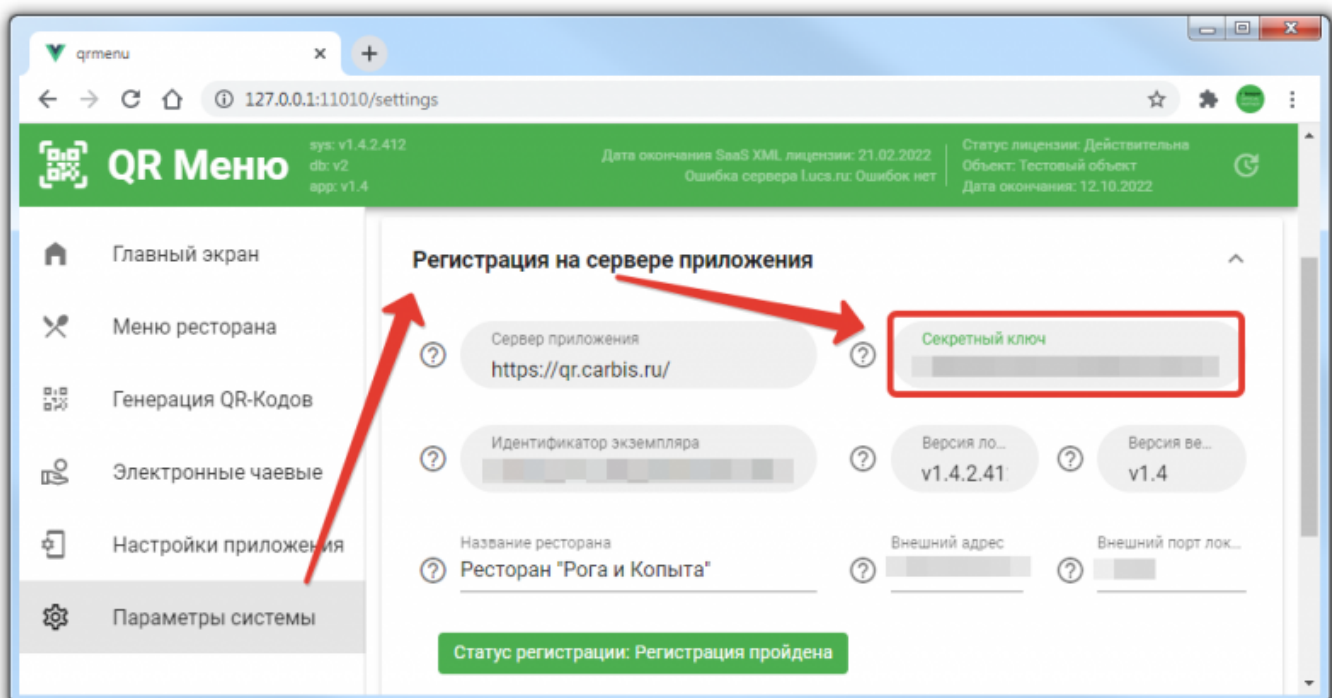 qrmenu
127.0.0.1:11010/settings
QR Меню
sys: v1.4.2.412
db: v2
app: v1.4
Дата окончания SaaS XML лицензии: 21.02.2022
Ошибка сервера l.ucs.ru: Ошибок нет
Статус лицензии: Действительна
Объект: Тестовый объект
Дата окончания: 12.10.2022
Главный экран
Меню ресторана
Генерация QR-Кодов
Электронные чаевые
Настройки приложения
Параметры системы
Регистрация на сервере приложения
Сервер приложения
https://qr.carbis.ru/
Секретный ключ
Идентификатор экземпляра
Версия ло...
v1.4.2.41
Версия ве...
v1.4
Название ресторана
Ресторан "Рога и Копыта"
Внешний адрес
Внешний порт лок...
Статус регистрации: Регистрация пройдена